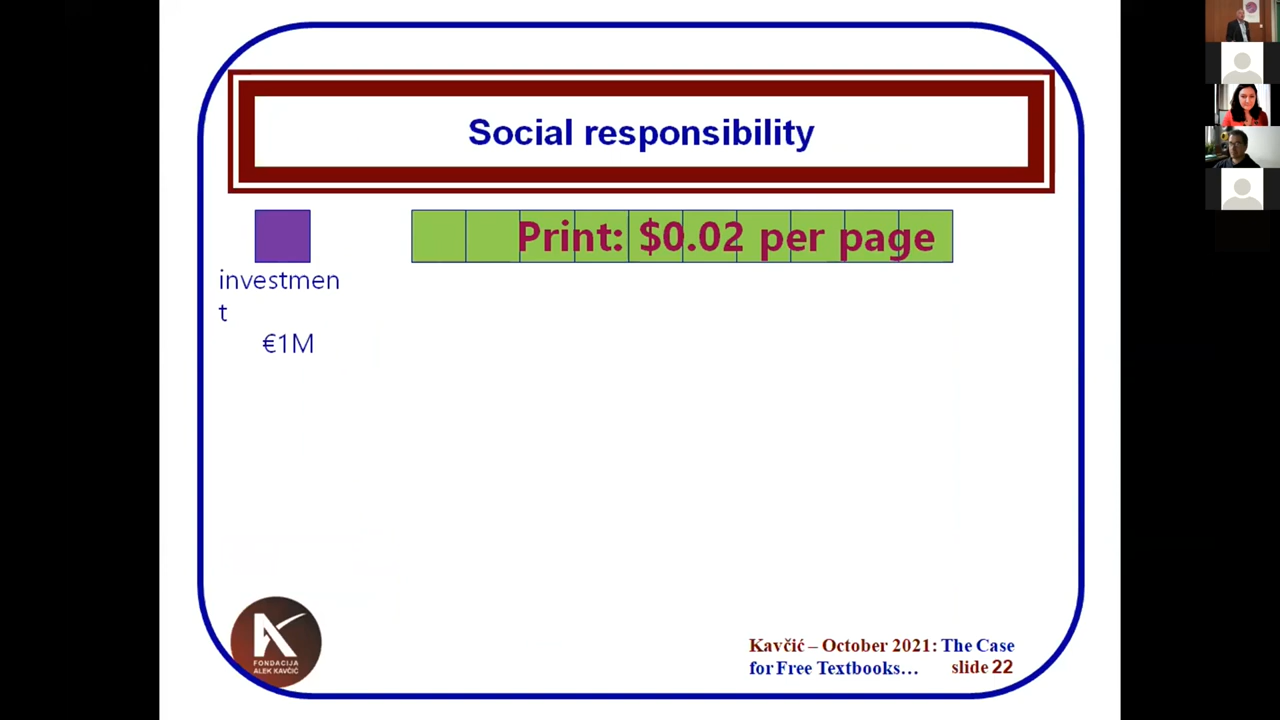 Social responsibility
Print: $0.02 per page
investmen
t
€1M
FONDACIJA
ALEK KAVČIĆ
Kavčić – October 2021: The Case
for Free Textbooks… slide 22